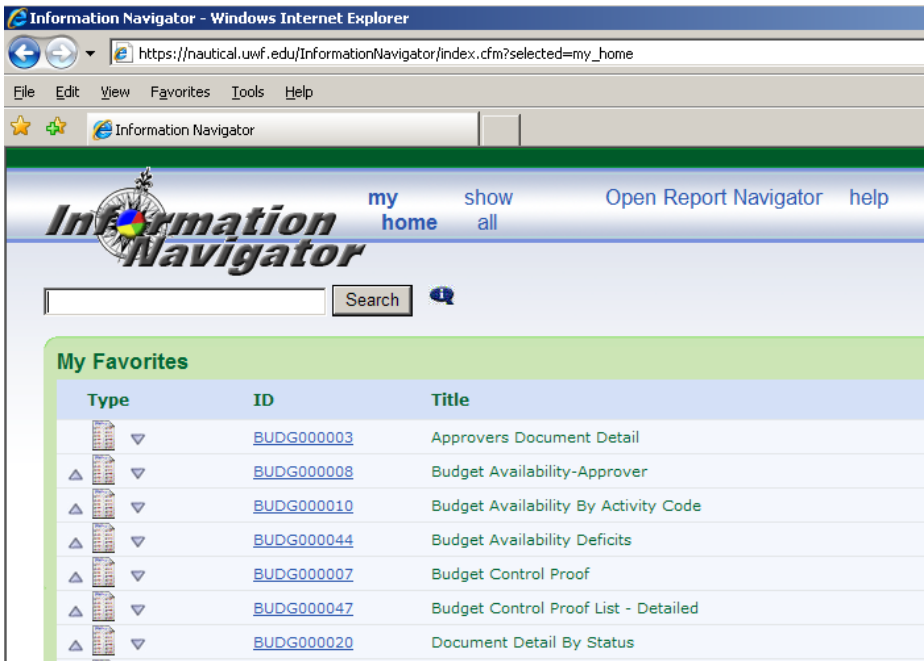 Information Navigator - Windows Internet Explorer
https://nautical.uwf.edu/InformationNavigator/index.cfm?selected=my_home
File Edit View Favorites Tools Help
Information Navigator
my home show all Open Report Navigator help
Information
Navigator
Search
My Favorites
Type ID Title
BUDG000003 Approvers Document Detail
BUDG000008 Budget Availability-Approver
BUDG000010 Budget Availability By Activity Code
BUDG000044 Budget Availability Deficits
BUDG000007 Budget Control Proof
BUDG000047 Budget Control Proof List - Detailed
BUDG000020 Document Detail By Status